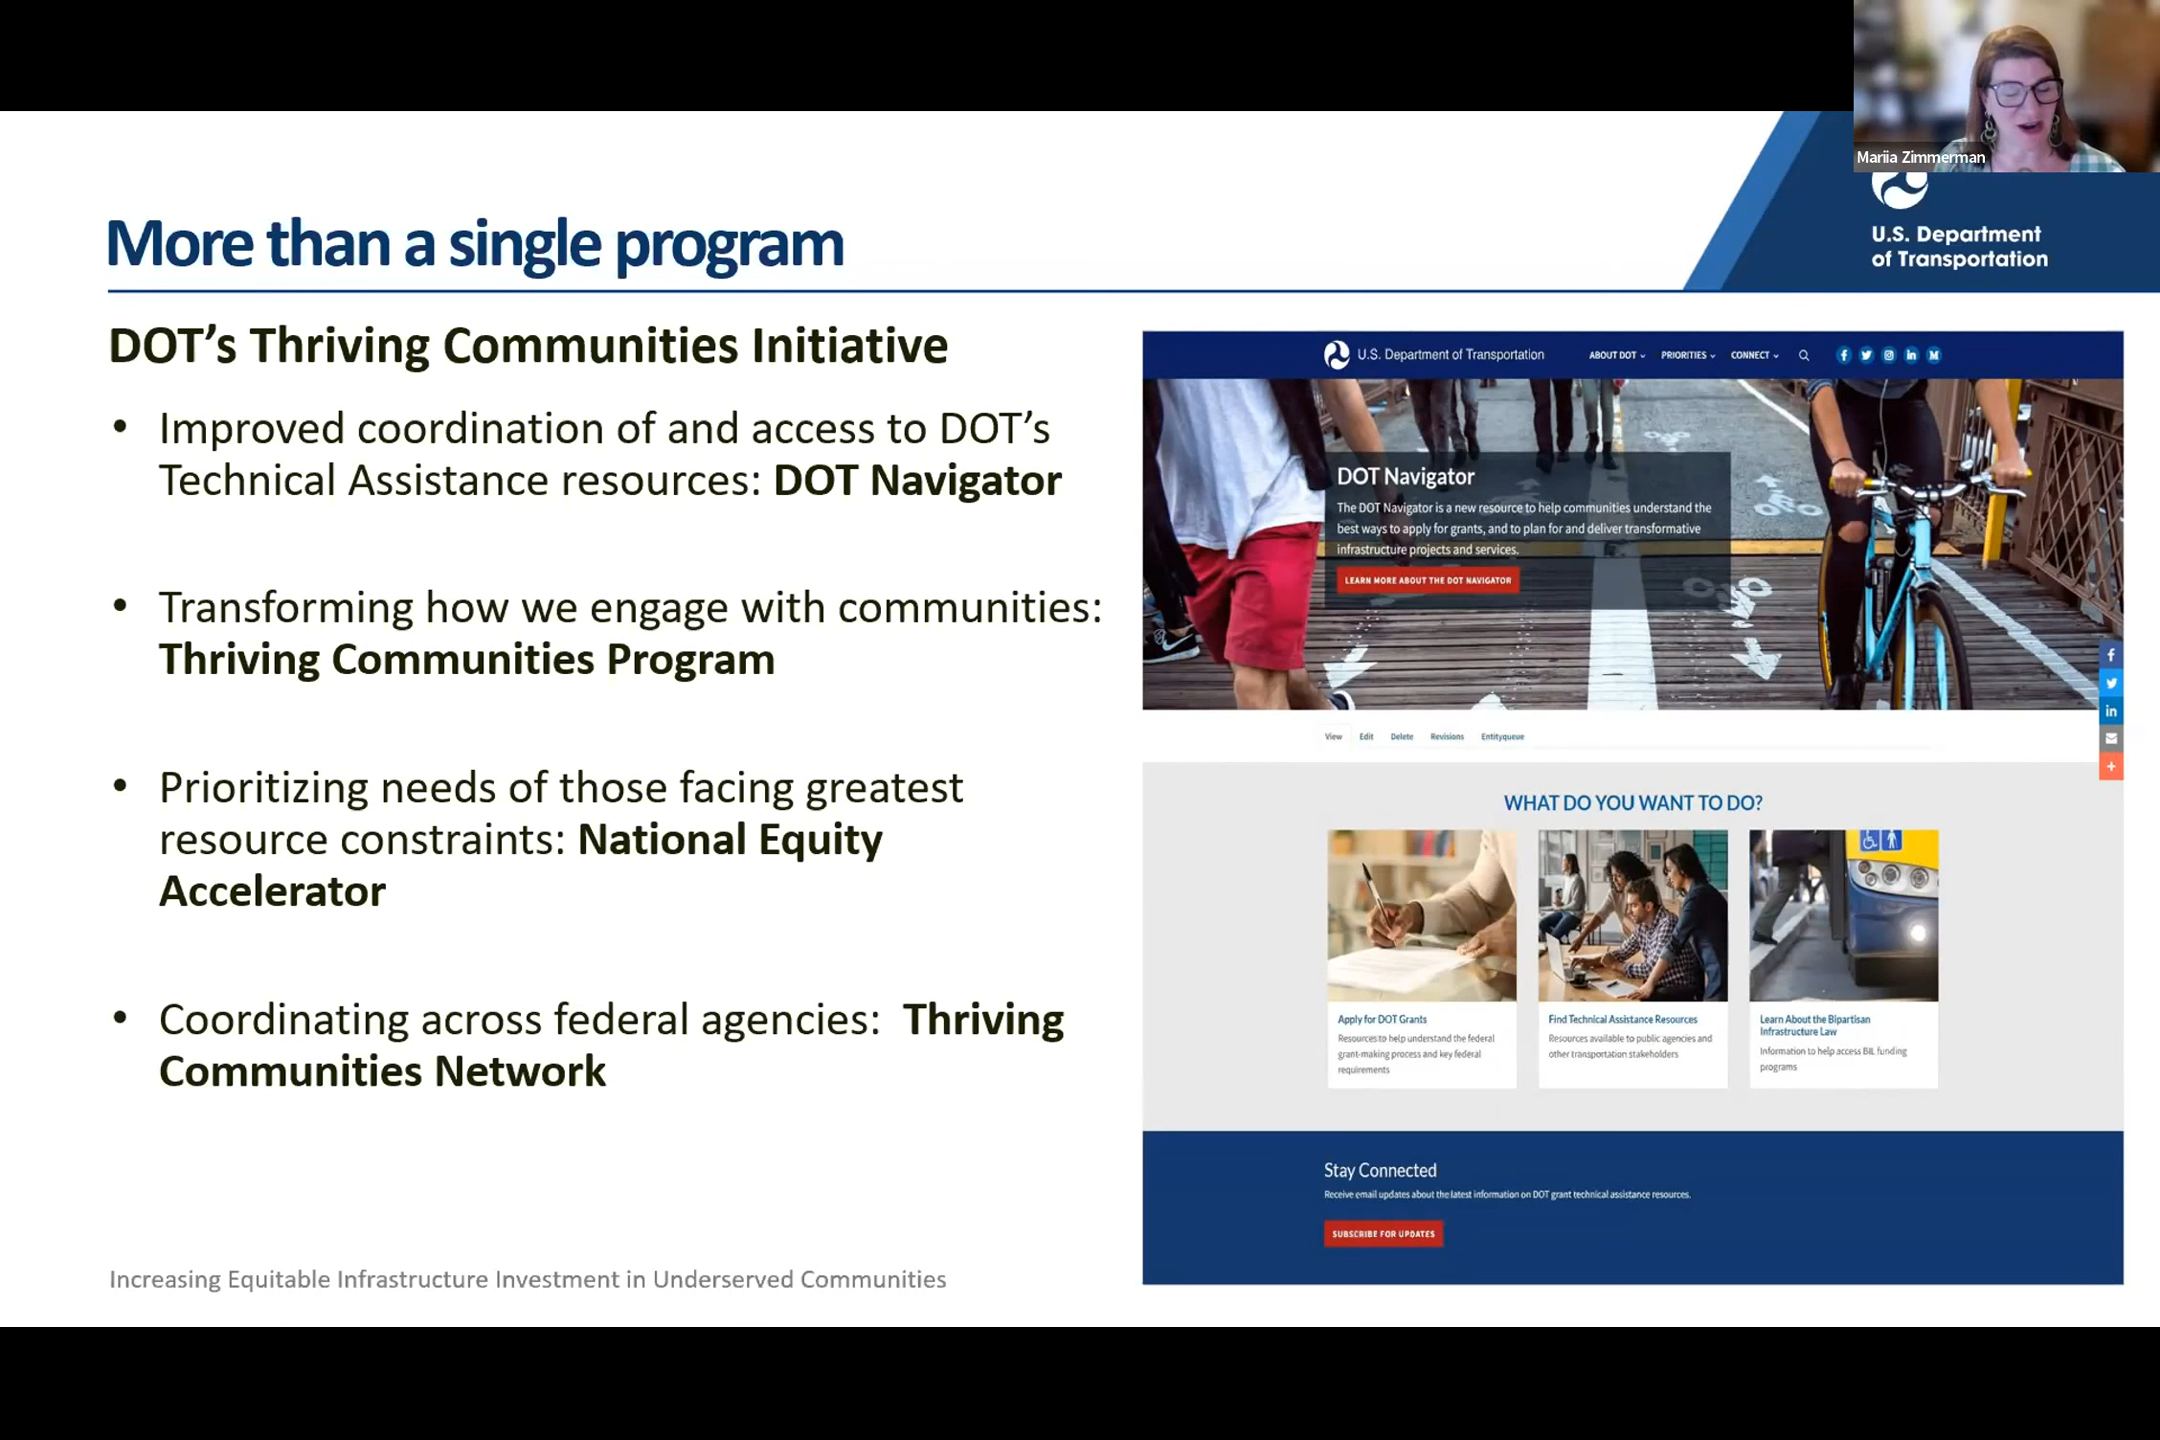 Mariia Zimmerman
U.S. Department
of Transportation
More than a single program
DOT’s Thriving Communities Initiative
• Improved coordination of and access to DOT’s
Technical Assistance resources: DOT Navigator
• Transforming how we engage with communities:
Thriving Communities Program
• Prioritizing needs of those facing greatest
resource constraints: National Equity
Accelerator
• Coordinating across federal agencies: Thriving
Communities Network
Increasing Equitable Infrastructure Investment in Underserved Communities
U.S. Department of Transportation
ABOUT DOT PRIORITIES CONNECT
DOT Navigator
The DOT Navigator is a new resource to help communities understand the
best ways to apply for grants, and to plan for and deliver transformative
infrastructure projects and services.
LEARN MORE ABOUT THE DOT NAVIGATOR
View Edit Delete Revisions Entityqueue
WHAT DO YOU WANT TO DO?
Apply for DOT Grants
Resources to help understand the federal
grant-making process and key federal
requirements
Find Technical Assistance Resources
Resources available to public agencies and
other transportation stakeholders
Learn About the Bipartisan
Infrastructure Law
Information to help access BIL funding
programs
Stay Connected
Receive email updates about the latest information on DOT grant technical assistance resources.
SUBSCRIBE FOR UPDATES